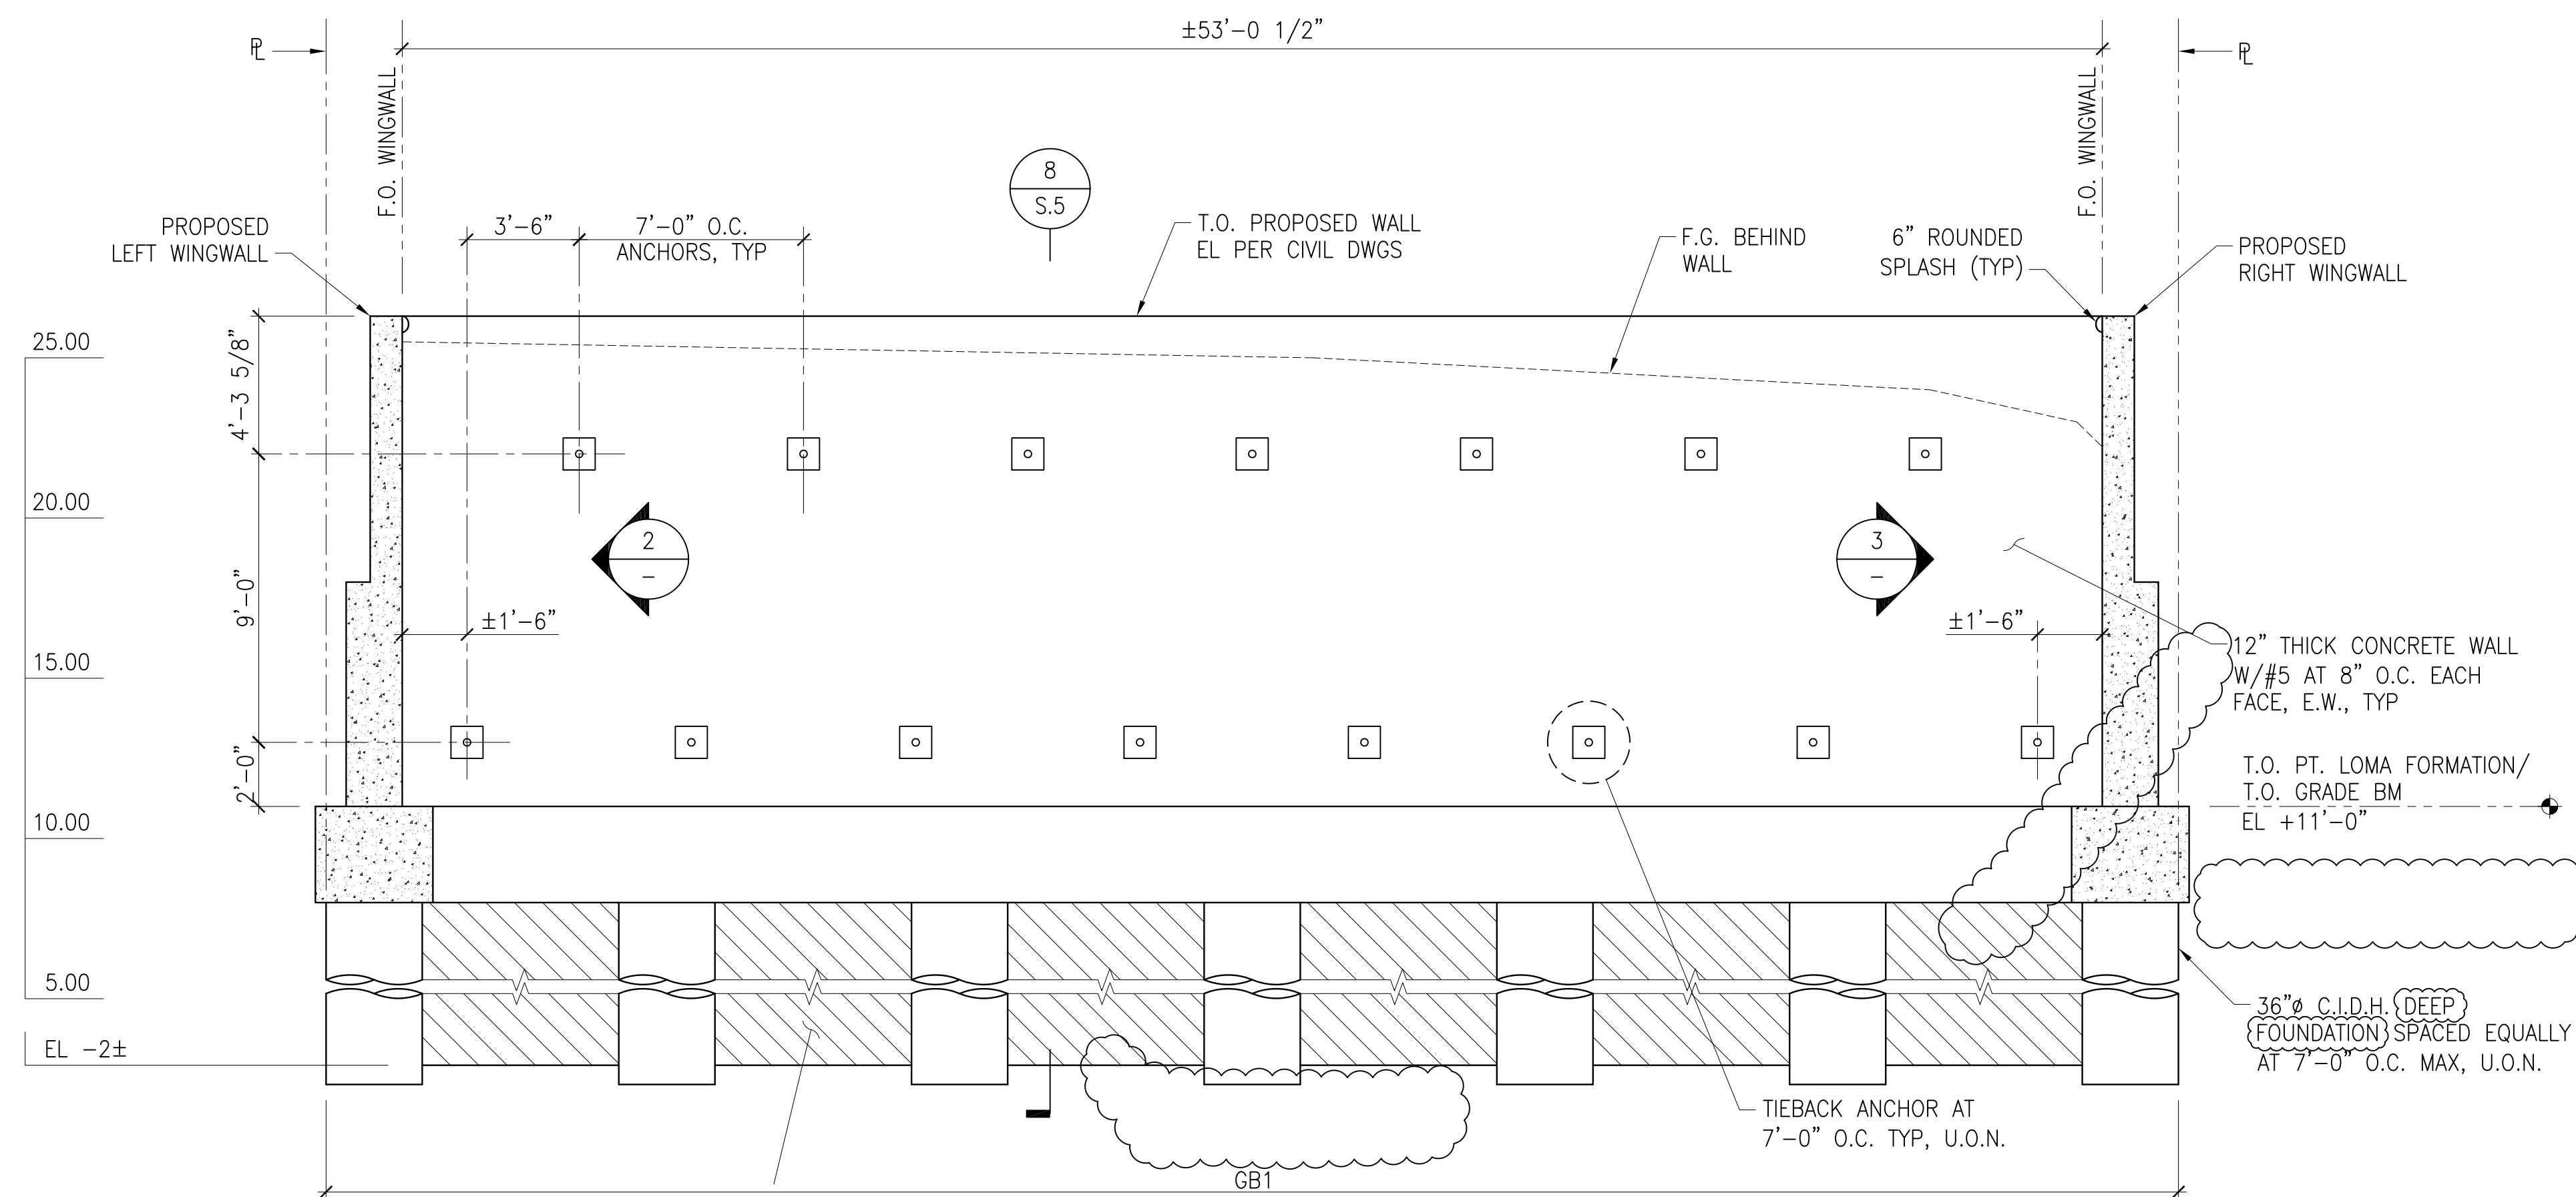 ±53'-0 1/2"
℄
℄
F.O. WINGWALL
F.O. WINGWALL
8
S.5
PROPOSED
LEFT WINGWALL
3'-6"
7'-0" O.C.
ANCHORS, TYP
T.O. PROPOSED WALL
EL PER CIVIL DWGS
F.G. BEHIND
WALL
6" ROUNDED
SPLASH (TYP)
PROPOSED
RIGHT WINGWALL
25.00
4'-3 5/8"
20.00
2
-
3
-
9'-0"
±1'-6"
±1'-6"
15.00
12" THICK CONCRETE WALL
W/#5 AT 8" O.C. EACH
FACE, E.W., TYP
2'-0"
T.O. PT. LOMA FORMATION/
T.O. GRADE BM
EL +11'-0"
10.00
5.00
EL -2±
36"ø C.I.D.H. DEEP
FOUNDATION SPACED EQUALLY
AT 7'-0" O.C. MAX, U.O.N.
TIEBACK ANCHOR AT
7'-0" O.C. TYP, U.O.N.
GB1